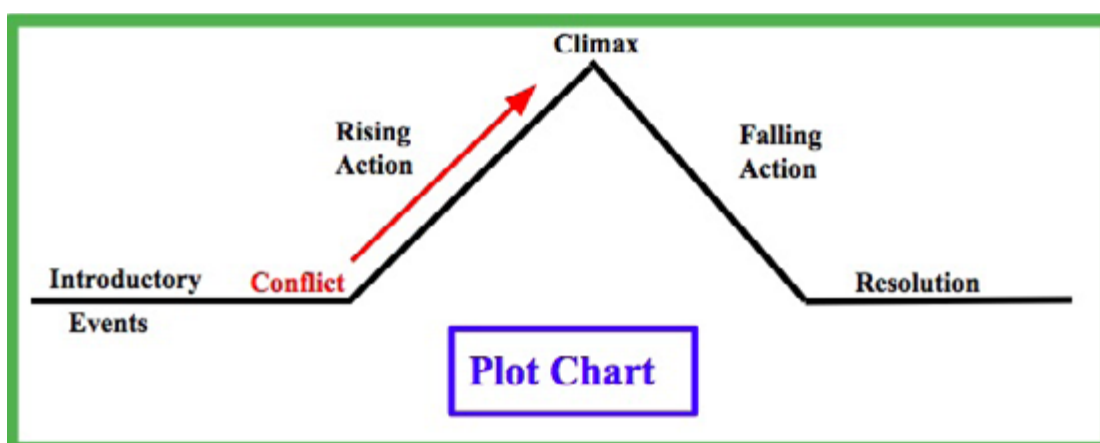 Climax
Rising
Action
Falling
Action
Introductory
Events
Conflict
Resolution
Plot Chart